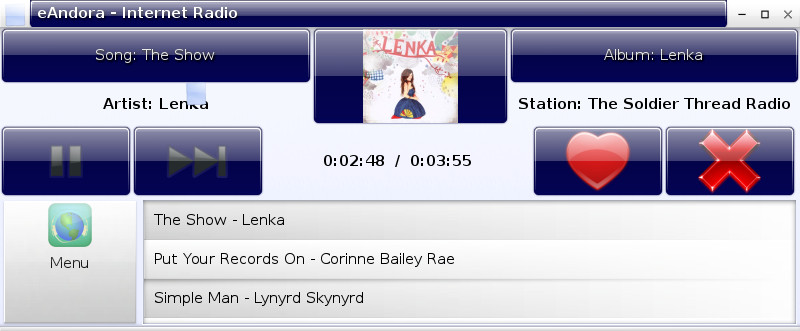 eAndora - Internet Radio
Song: The Show
LENKA
Album: Lenka
Artist: Lenka
Station: The Soldier Thread Radio
0:02:48 / 0:03:55
Menu
The Show - Lenka
Put Your Records On - Corinne Bailey Rae
Simple Man - Lynyrd Skynyrd